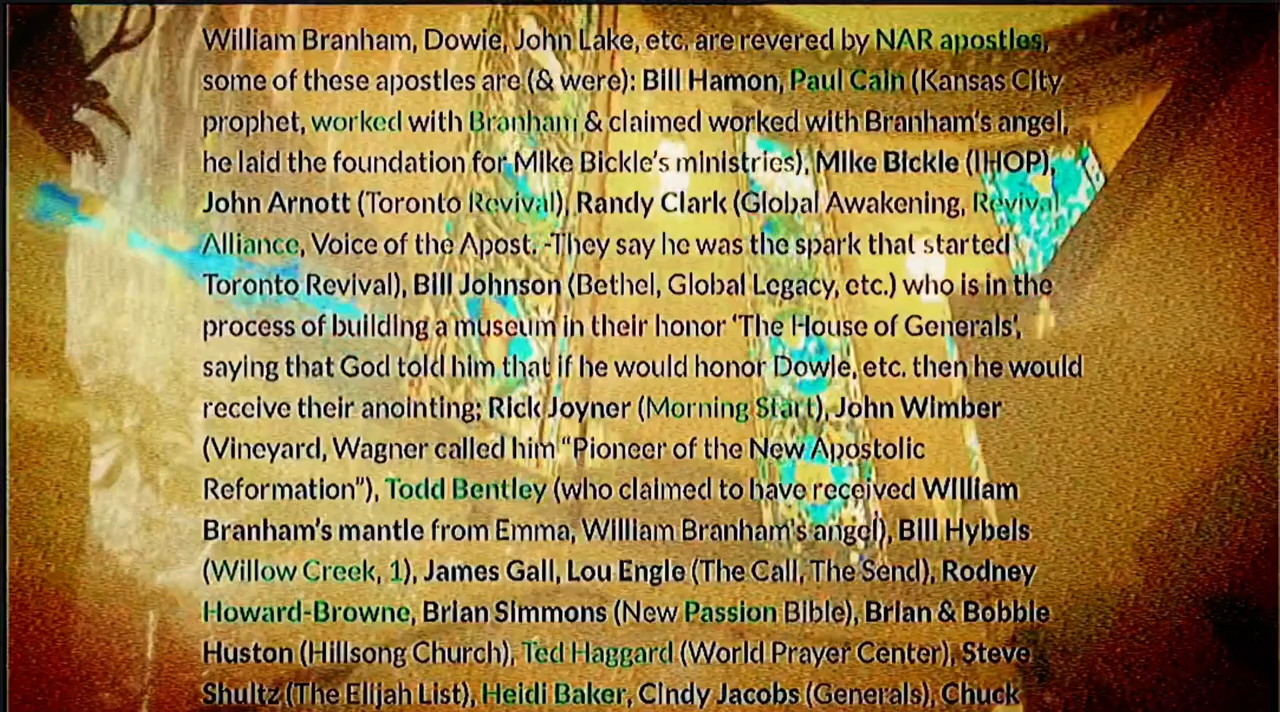 William Branham, Dowie, John Lake, etc. are revered by NAR apostles,
some of these apostles are (& were): Bill Hamon, Paul Cain (Kansas City
prophet, worked with Branham & claimed worked with Branham's angel,
he laid the foundation for Mike Bickle's ministries), Mike Bickle (IHOP),
John Arnott (Toronto Revival), Randy Clark (Global Awakening, Revival
Alliance, Voice of the Apost. -They say he was the spark that started
Toronto Revival), Bill Johnson (Bethel, Global Legacy, etc.) who is in the
process of building a museum in their honor 'The House of Generals',
saying that God told him that if he would honor Dowie, etc. then he would
receive their anointing; Rick Joyner (Morning Start), John Wimber
(Vineyard, Wagner called him "Pioneer of the New Apostolic
Reformation"), Todd Bentley (who claimed to have received William
Branham's mantle from Emma, William Branham's angel), Bill Hybels
(Willow Creek, 1), James Gall, Lou Engle (The Call, The Send), Rodney
Howard-Browne, Brian Simmons (New Passion Bible), Brian & Bobbie
Huston (Hillsong Church), Ted Haggard (World Prayer Center), Steve
Shultz (The Elijah List), Heidi Baker, Cindy Jacobs (Generals), Chuck